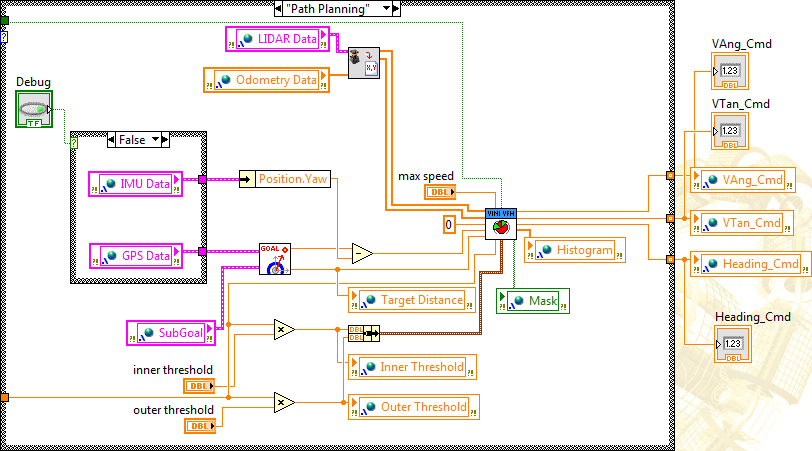 "Path Planning"
LIDAR Data
X,Y
Odometry Data
VAng_Cmd
1.23
DBL
Debug
TF
VTan_Cmd
1.23
DBL
False
IMU Data
Position.Yaw
max speed
DBL
VAng_Cmd
VINI VFH
0
VTan_Cmd
GPS Data
GOAL
Histogram
Heading_Cmd
Target Distance
Mask
SubGoal
DBL
DBL
Heading_Cmd
1.23
DBL
inner threshold
DBL
Inner Threshold
outer threshold
DBL
Outer Threshold